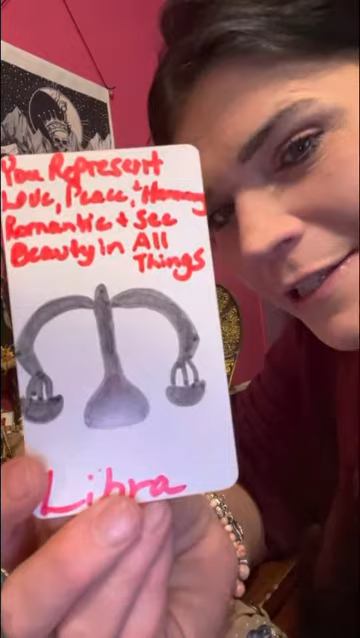 You Represent
Love, Peace, + Harmony
Romantic + See
Beauty in All
Things
Libra